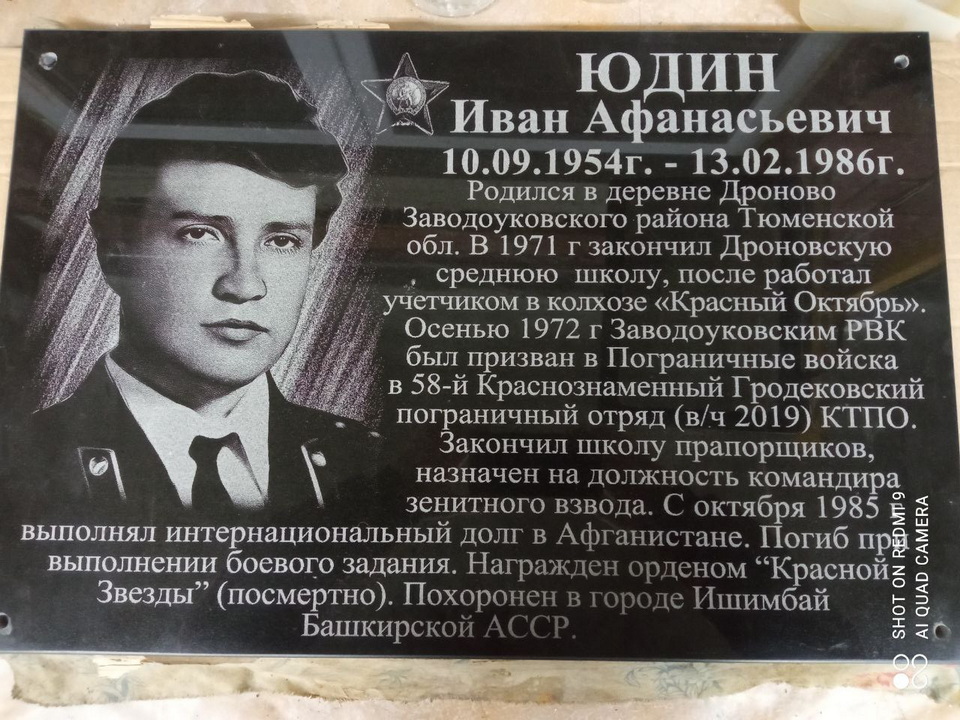 ЮДИН
Иван Афанасьевич
10.09.1954г. - 13.02.1986г.
Родился в деревне Дроново
Заводоуковского района Тюменской
обл. В 1971 г закончил Дроновскую
среднюю школу, после работал
учетчиком в колхозе «Красный Октябрь».
Осенью 1972 г Заводоуковским РВК
был призван в Пограничные войска
в 58-й Краснознаменный Гродековский
пограничный отряд (в/ч 2019) КТПО.
Закончил школу прапорщиков,
назначен на должность командира
зенитного взвода. С октября 1985 г.
выполнял интернациональный долг в Афганистане. Погиб при
выполнении боевого задания. Награжден орденом “Красной
Звезды” (посмертно). Похоронен в городе Ишимбай
Башкирской АССР.
SHOT ON REDMI 9
AI QUAD CAMERA